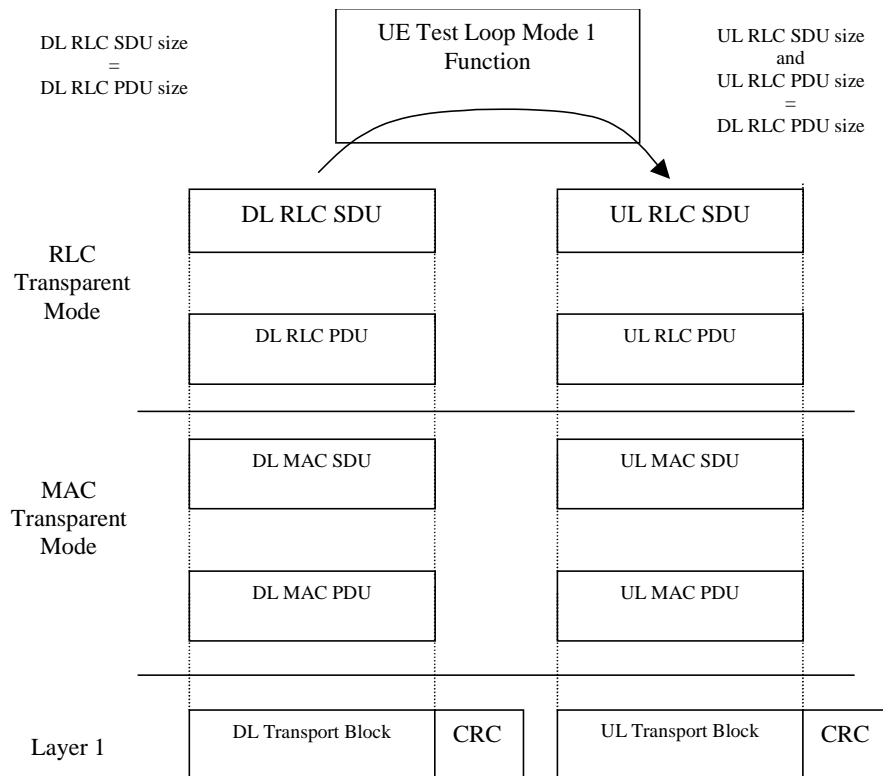 DL RLC SDU size
=
DL RLC PDU size
UE Test Loop Mode 1
Function
UL RLC SDU size
and
UL RLC PDU size
=
DL RLC PDU size
RLC
Transparent
Mode
DL RLC SDU
UL RLC SDU
DL RLC PDU
UL RLC PDU
MAC
Transparent
Mode
DL MAC SDU
UL MAC SDU
DL MAC PDU
UL MAC PDU
Layer 1
DL Transport Block
CRC
UL Transport Block
CRC